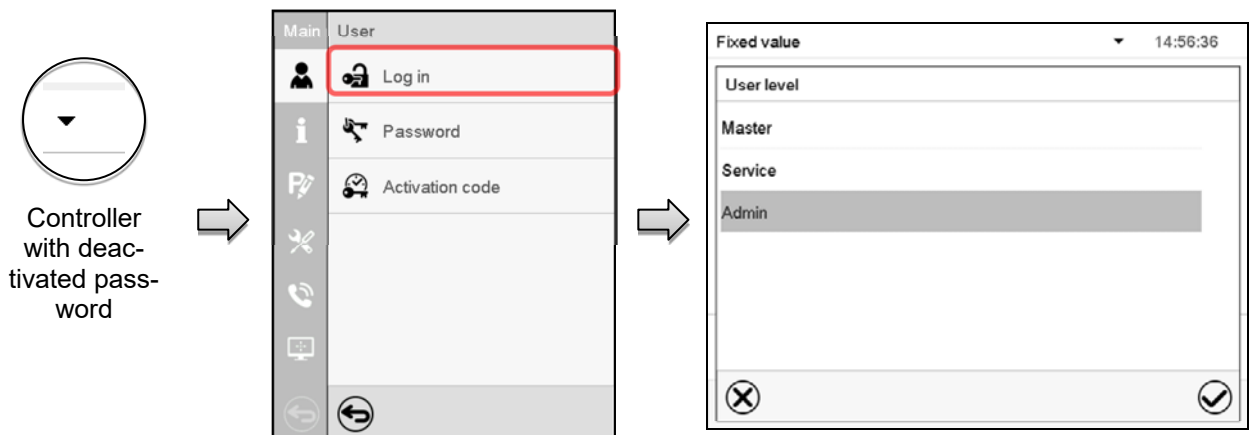 Controller
with deac-
tivated pass-
word
Main
User
Log in
Password
Activation code
Fixed value
14:56:36
User level
Master
Service
Admin